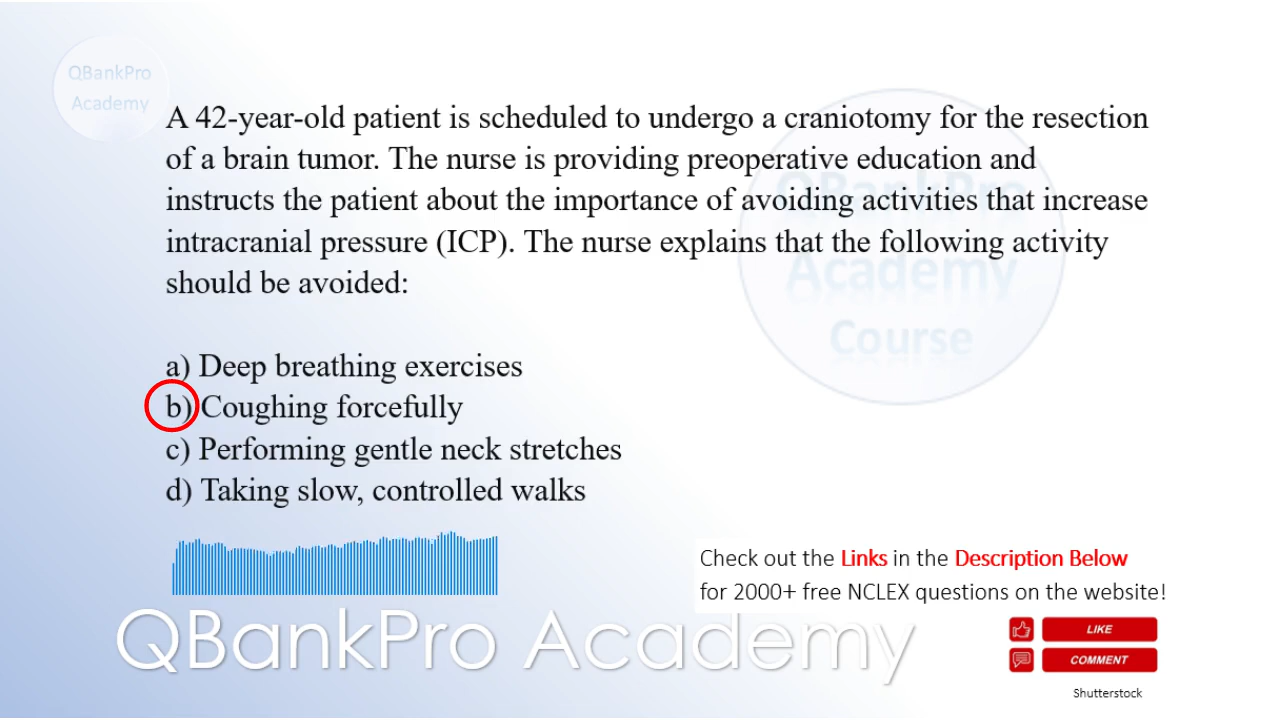 QBankPro
Academy
A 42-year-old patient is scheduled to undergo a craniotomy for the resection
of a brain tumor. The nurse is providing preoperative education and
instructs the patient about the importance of avoiding activities that increase
intracranial pressure (ICP). The nurse explains that the following activity
should be avoided:
a) Deep breathing exercises
b) Coughing forcefully
c) Performing gentle neck stretches
d) Taking slow, controlled walks
QBankPro
Academy
Course
Check out the Links in the Description Below
for 2000+ free NCLEX questions on the website!
QBankPro Academy
LIKE
COMMENT
Shutterstock